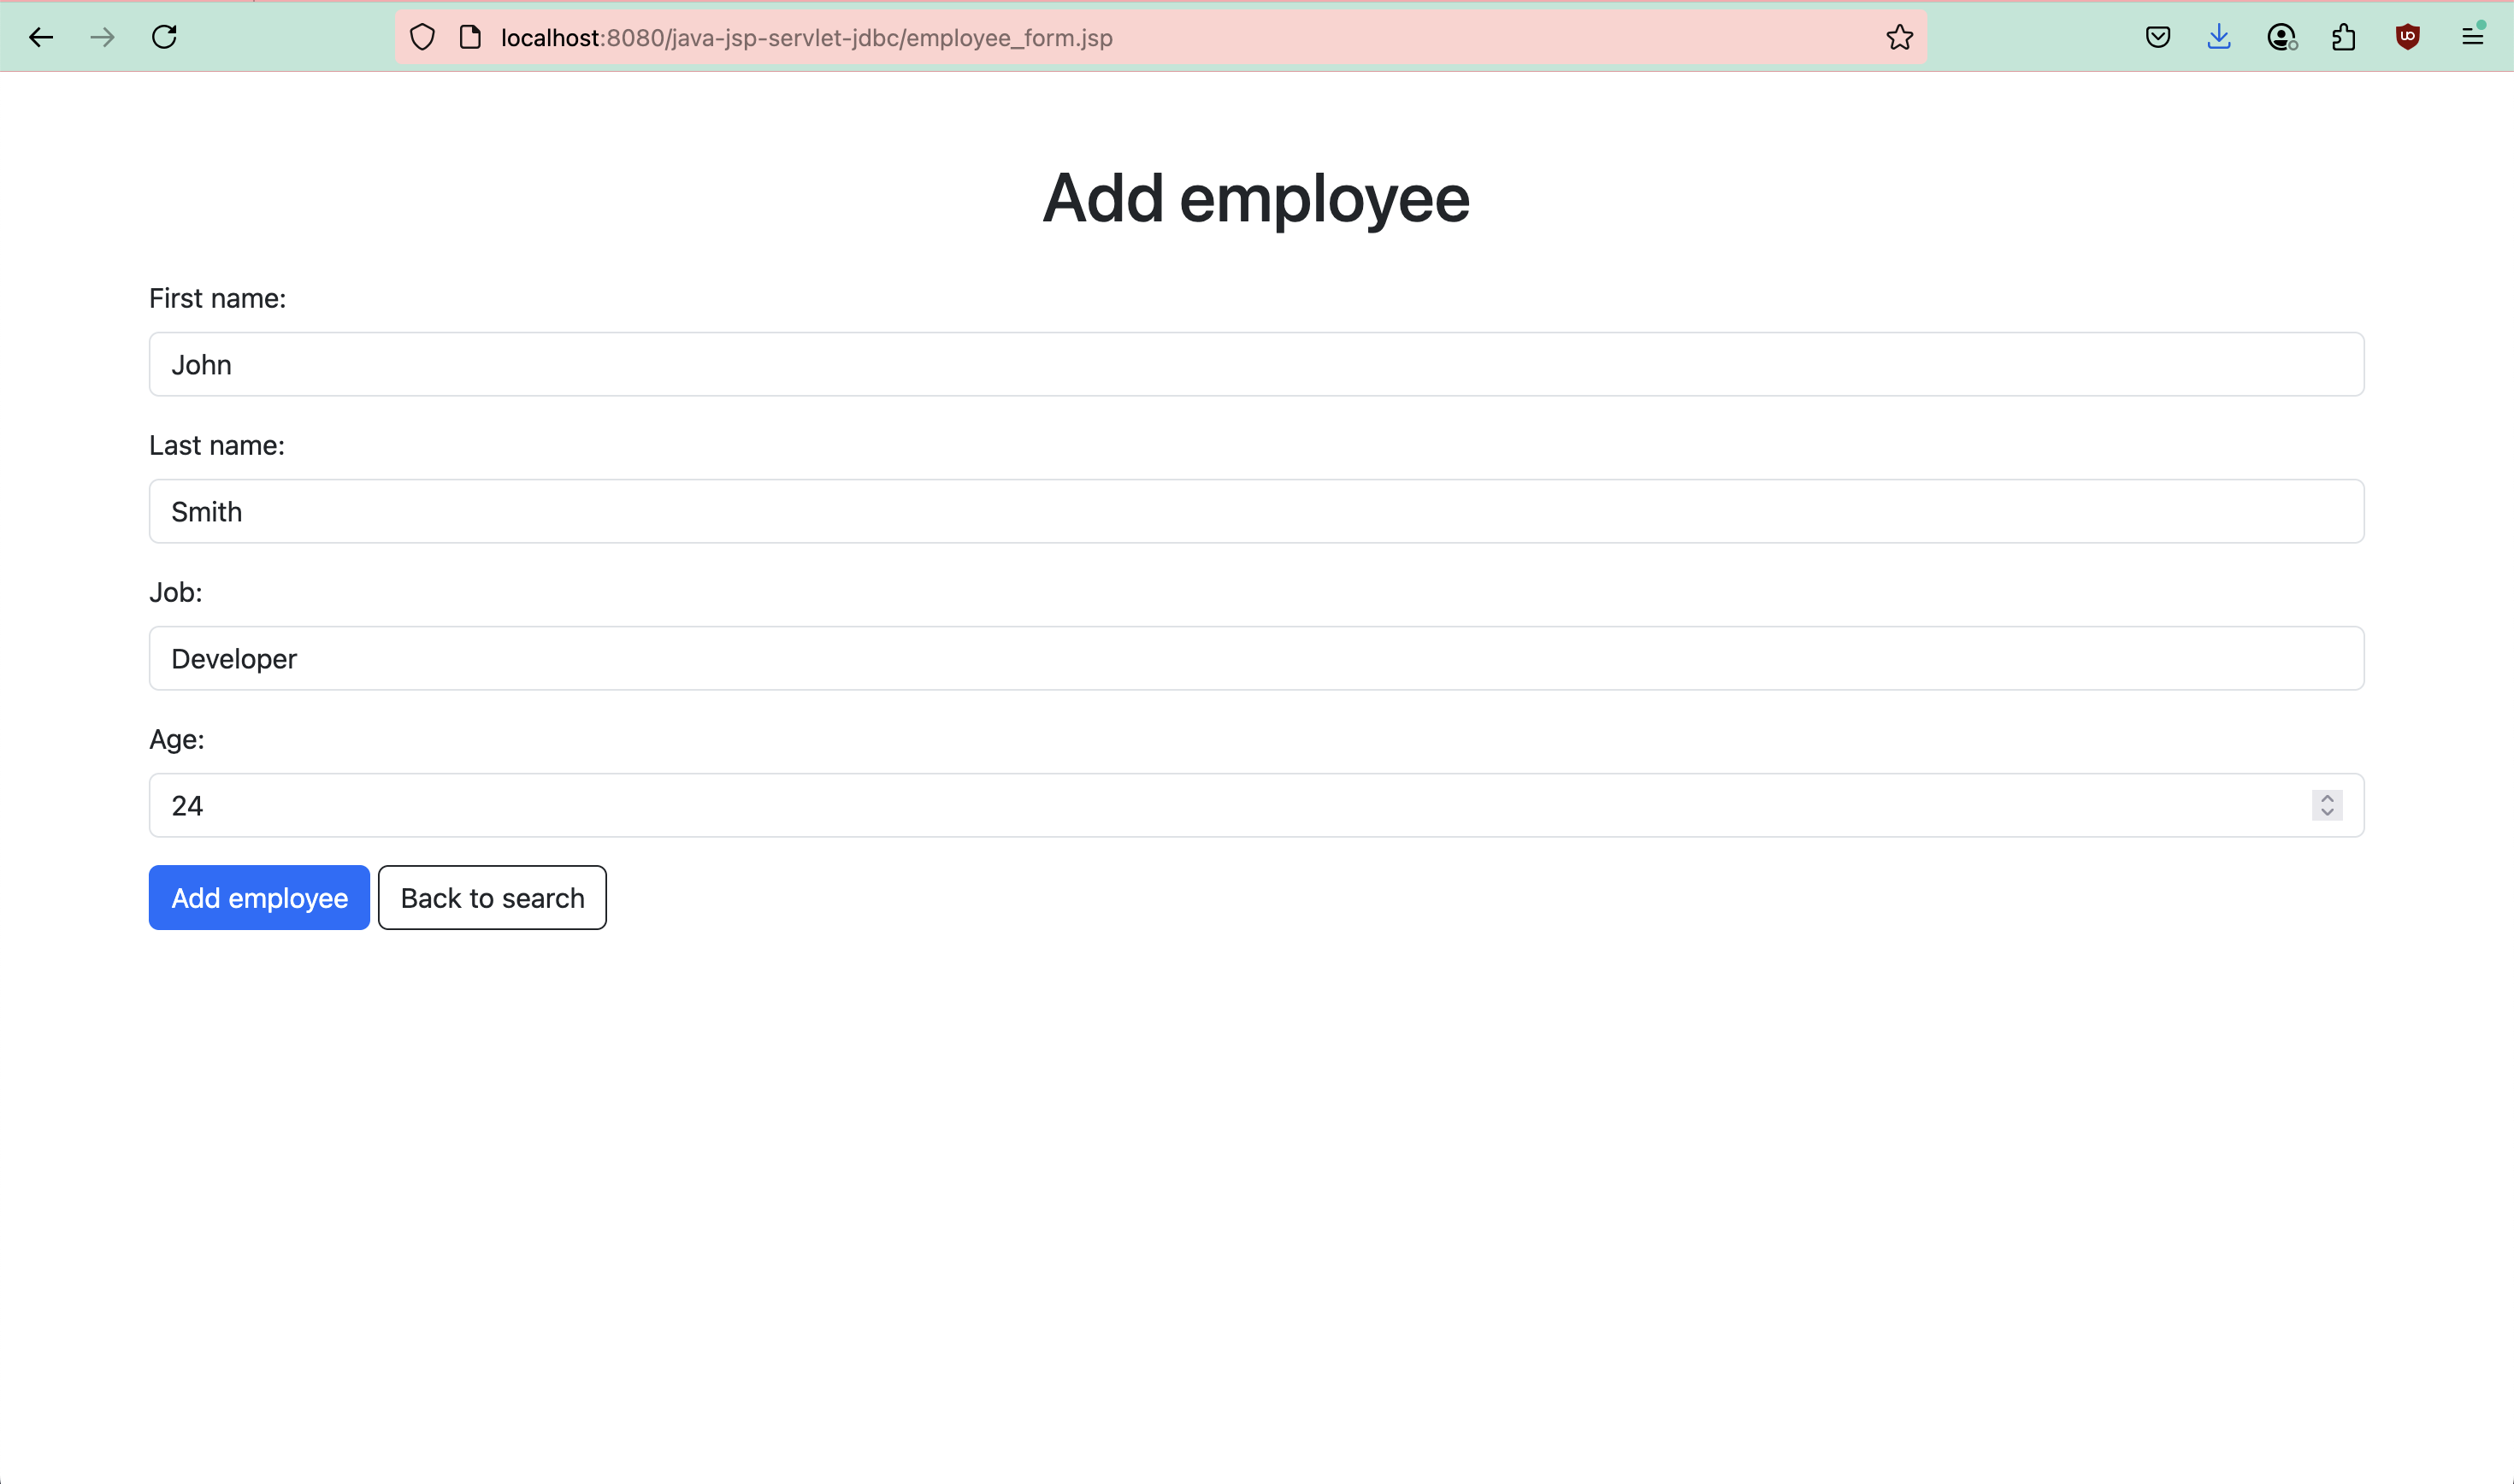 localhost:8080/java-jsp-servlet-jdbc/employee_form.jsp
Add employee
First name:
John
Last name:
Smith
Job:
Developer
Age:
24
Add employee Back to search